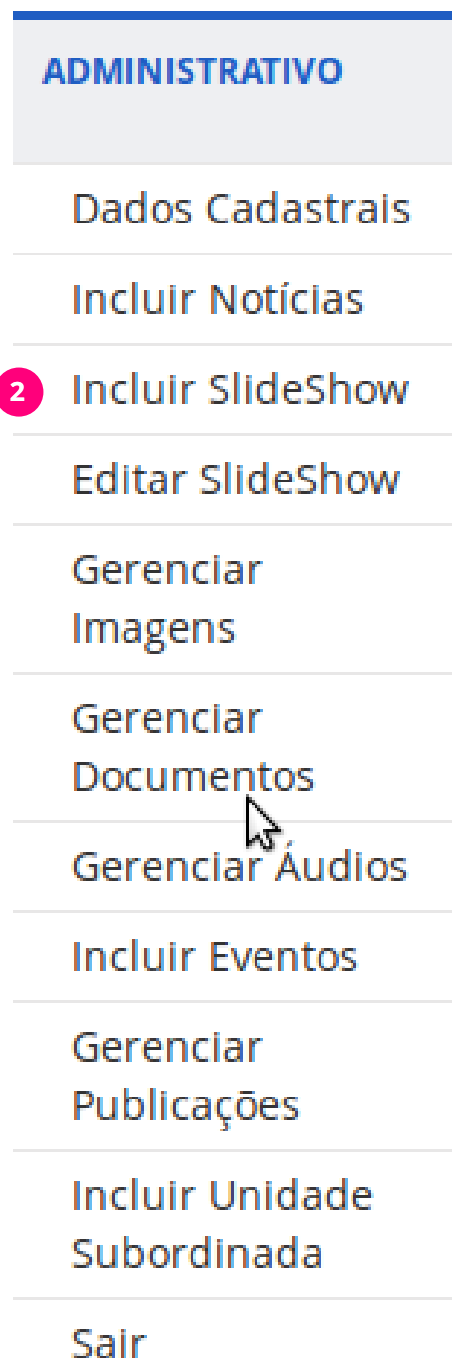 ADMINISTRATIVO
Dados Cadastrais
Incluir Notícias
2 Incluir SlideShow
Editar SlideShow
Gerenciar
Imagens
Gerenciar
Documentos
Gerenciar Áudios
Incluir Eventos
Gerenciar
Publicações
Incluir Unidade
Subordinada
Sair